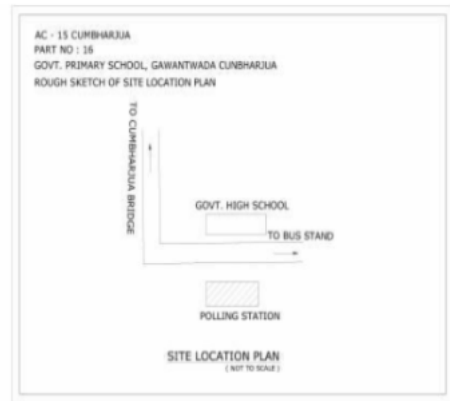 AC - 15 CUMBHARJUA
PART NO : 16
GOVT. PRIMARY SCHOOL, GAWANTWADA CUNBHARJUA
ROUGH SKETCH OF SITE LOCATION PLAN
TO CUMBHARJUA BRIDGE
GOVT. HIGH SCHOOL
TO BUS STAND
POLLING STATION
SITE LOCATION PLAN
( NOT TO SCALE )